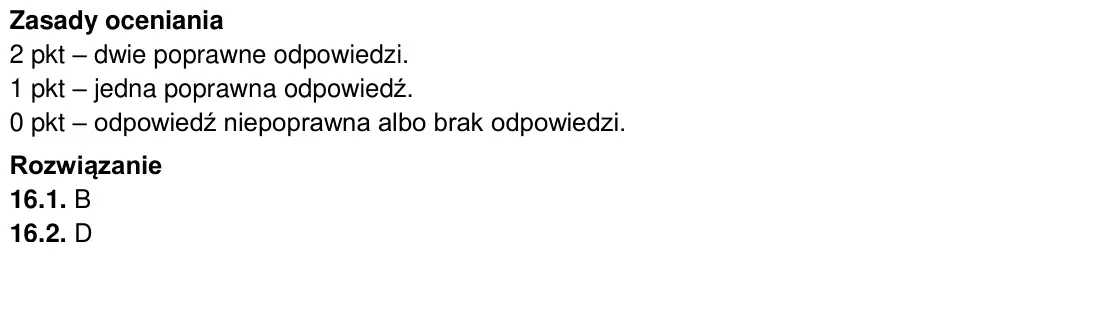 Zasady oceniania
2 pkt – dwie poprawne odpowiedzi.
1 pkt – jedna poprawna odpowiedź.
0 pkt – odpowiedź niepoprawna albo brak odpowiedzi.
Rozwiązanie
16.1. B
16.2. D